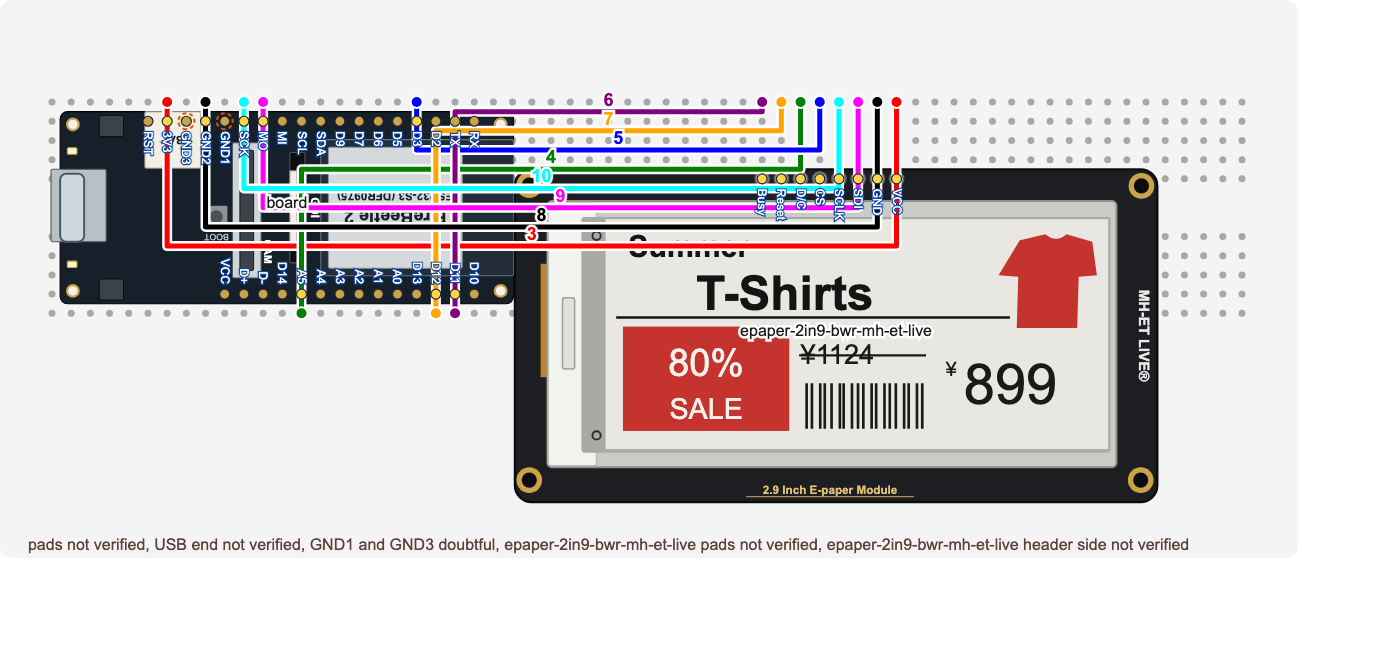 6
7
5
4
10
9
8
3
RST
3V3
GND3
GND2
GND1
SCK
MO
MI
SCL
SDA
D9
D7
D6
D5
D3
D2
TX
RX
board
BOOT
VCC
D+
D-
D14
A5
A4
A3
A2
A1
A0
D13
D12
D11
D10
Busy
Reset
D/C
CS
SCLK
SDI
GND
VCC
Summer
T-Shirts
epaper-2in9-bwr-mh-et-live
80%
SALE
¥1124
¥
899
MH-ET LIVE®
2.9 Inch E-paper Module
pads not verified, USB end not verified, GND1 and GND3 doubtful, epaper-2in9-bwr-mh-et-live pads not verified, epaper-2in9-bwr-mh-et-live header side not verified